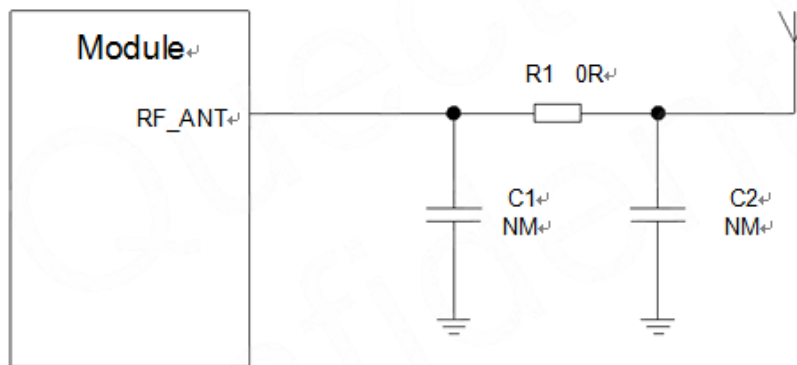 Module↵
R1 0R↵
RF_ANT↵
C1↵
NM↵
C2↵
NM↵